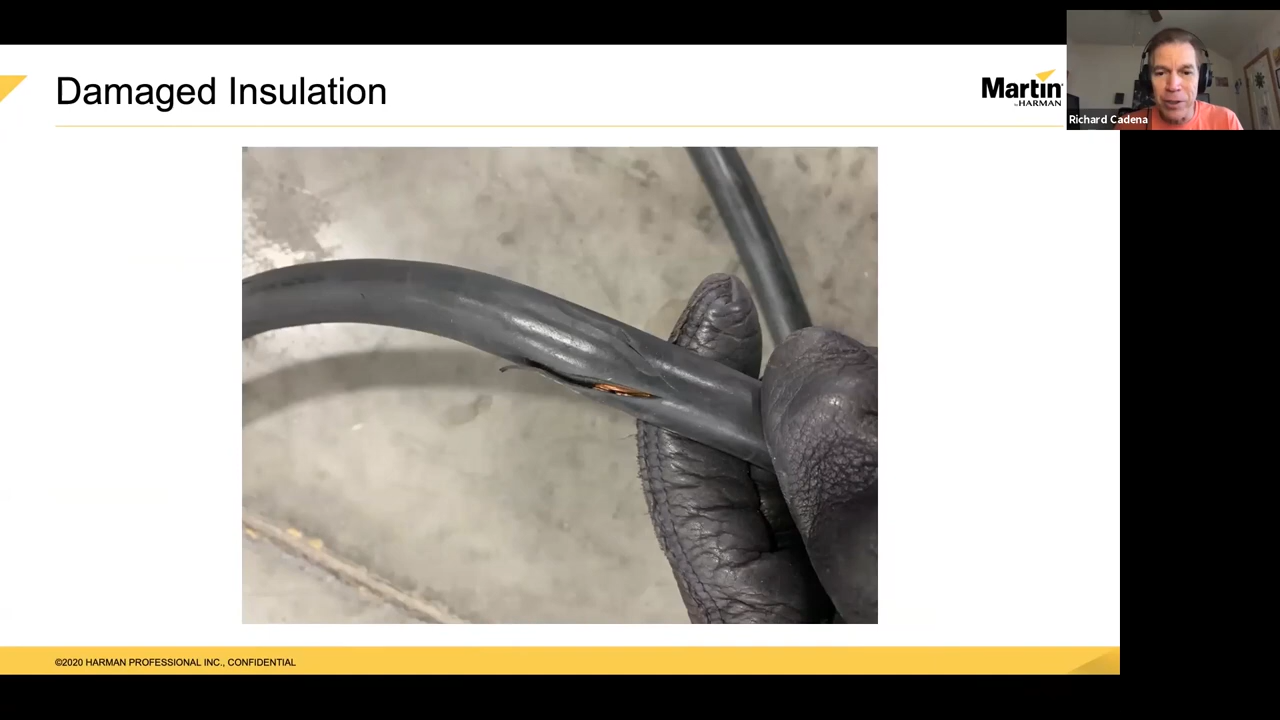 Damaged Insulation
Martin
by HARMAN
Richard Cadena
©2020 HARMAN PROFESSIONAL INC., CONFIDENTIAL